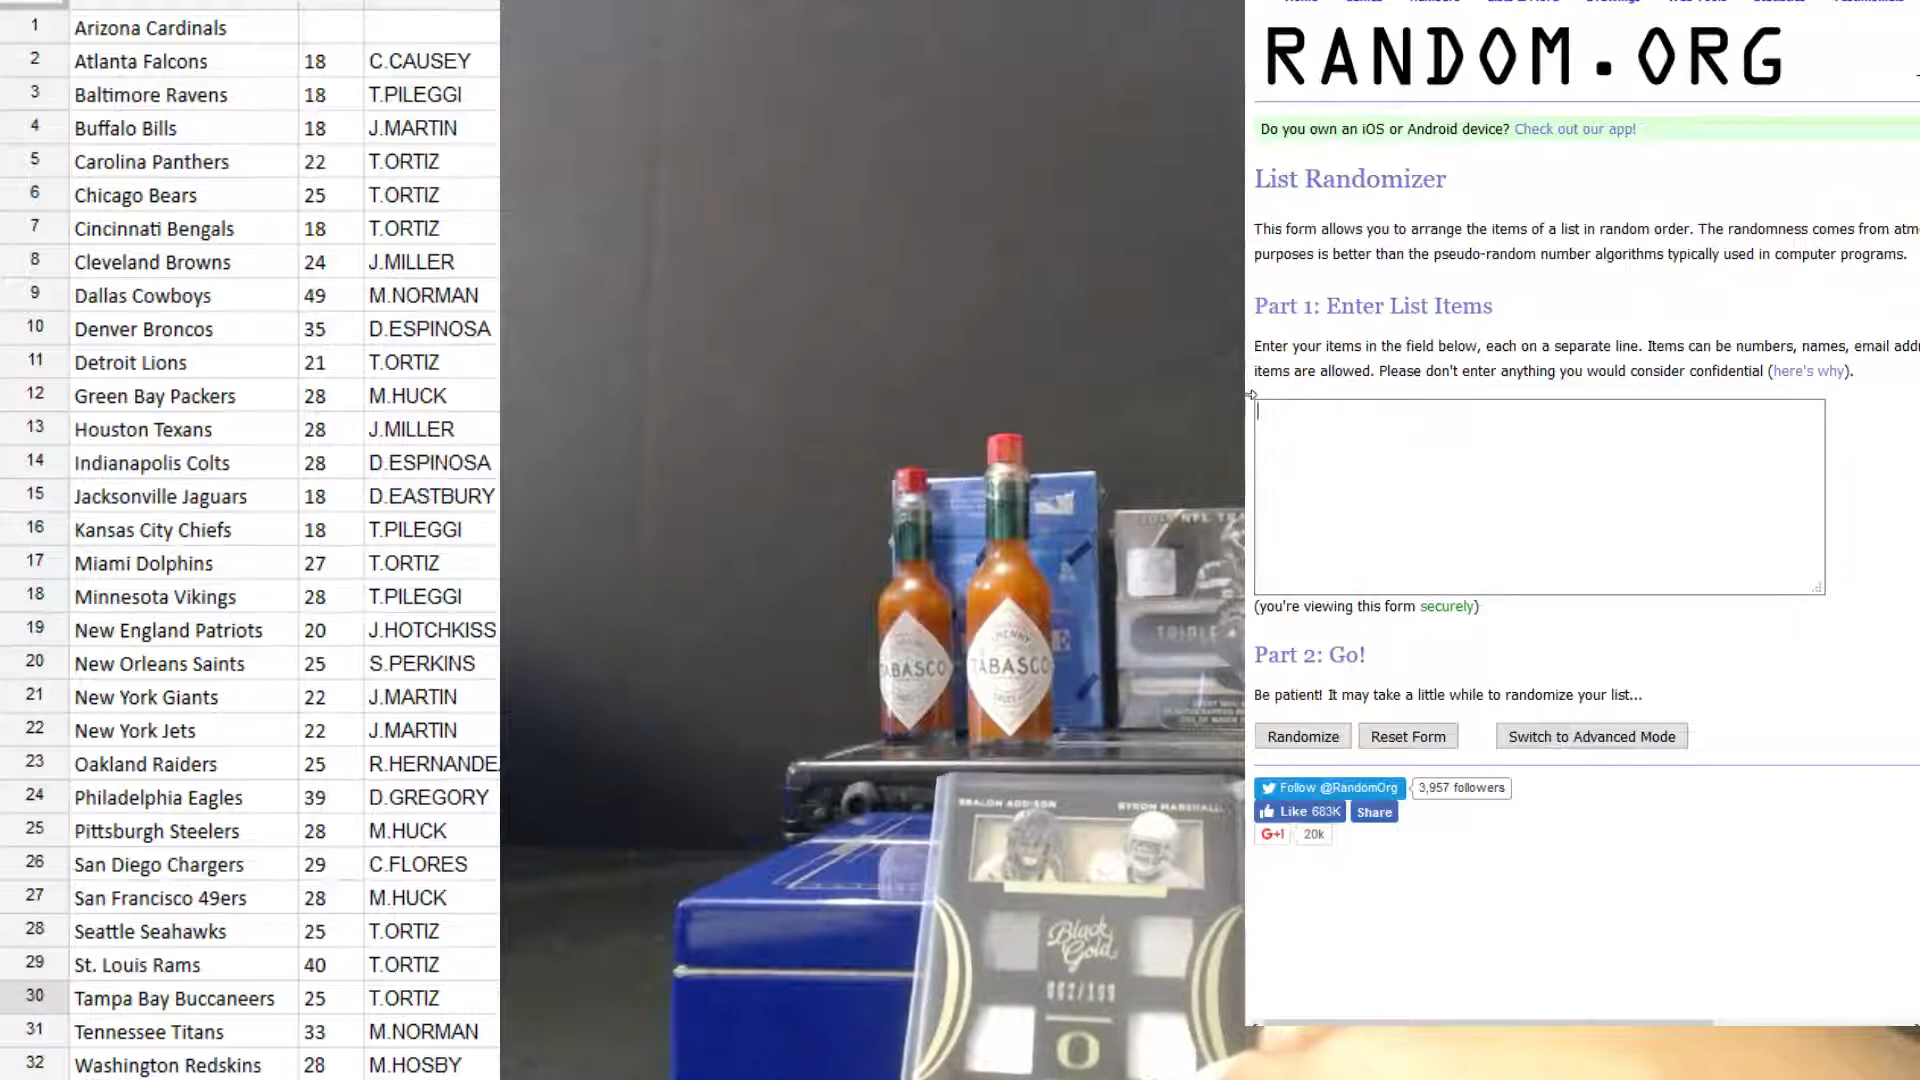 1 Arizona Cardinals
2 Atlanta Falcons 18 C.CAUSEY
3 Baltimore Ravens 18 T.PILEGGI
4 Buffalo Bills 18 J.MARTIN
5 Carolina Panthers 22 T.ORTIZ
6 Chicago Bears 25 T.ORTIZ
7 Cincinnati Bengals 18 T.ORTIZ
8 Cleveland Browns 24 J.MILLER
9 Dallas Cowboys 49 M.NORMAN
10 Denver Broncos 35 D.ESPINOSA
11 Detroit Lions 21 T.ORTIZ
12 Green Bay Packers 28 M.HUCK
13 Houston Texans 28 J.MILLER
14 Indianapolis Colts 28 D.ESPINOSA
15 Jacksonville Jaguars 18 D.EASTBURY
16 Kansas City Chiefs 18 T.PILEGGI
17 Miami Dolphins 27 T.ORTIZ
18 Minnesota Vikings 28 T.PILEGGI
19 New England Patriots 20 J.HOTCHKISS
20 New Orleans Saints 25 S.PERKINS
21 New York Giants 22 J.MARTIN
22 New York Jets 22 J.MARTIN
23 Oakland Raiders 25 R.HERNANDE
24 Philadelphia Eagles 39 D.GREGORY
25 Pittsburgh Steelers 28 M.HUCK
26 San Diego Chargers 29 C.FLORES
27 San Francisco 49ers 28 M.HUCK
28 Seattle Seahawks 25 T.ORTIZ
29 St. Louis Rams 40 T.ORTIZ
30 Tampa Bay Buccaneers 25 T.ORTIZ
31 Tennessee Titans 33 M.NORMAN
32 Washington Redskins 28 M.HOSBY
TABASCO
TABASCO
TRIPLE
BRALON ADDISON BYRON MARSHALL
Black
Gold
062/199
O
RANDOM.ORG
Do you own an iOS or Android device? Check out our app!
List Randomizer
This form allows you to arrange the items of a list in random order. The randomness comes from atm
purposes is better than the pseudo-random number algorithms typically used in computer programs.
Part 1: Enter List Items
Enter your items in the field below, each on a separate line. Items can be numbers, names, email addr
items are allowed. Please don't enter anything you would consider confidential (here's why).
(you're viewing this form securely)
Part 2: Go!
Be patient! It may take a little while to randomize your list...
Randomize Reset Form Switch to Advanced Mode
Follow @RandomOrg 3,957 followers
Like 683K Share
G+1 20k